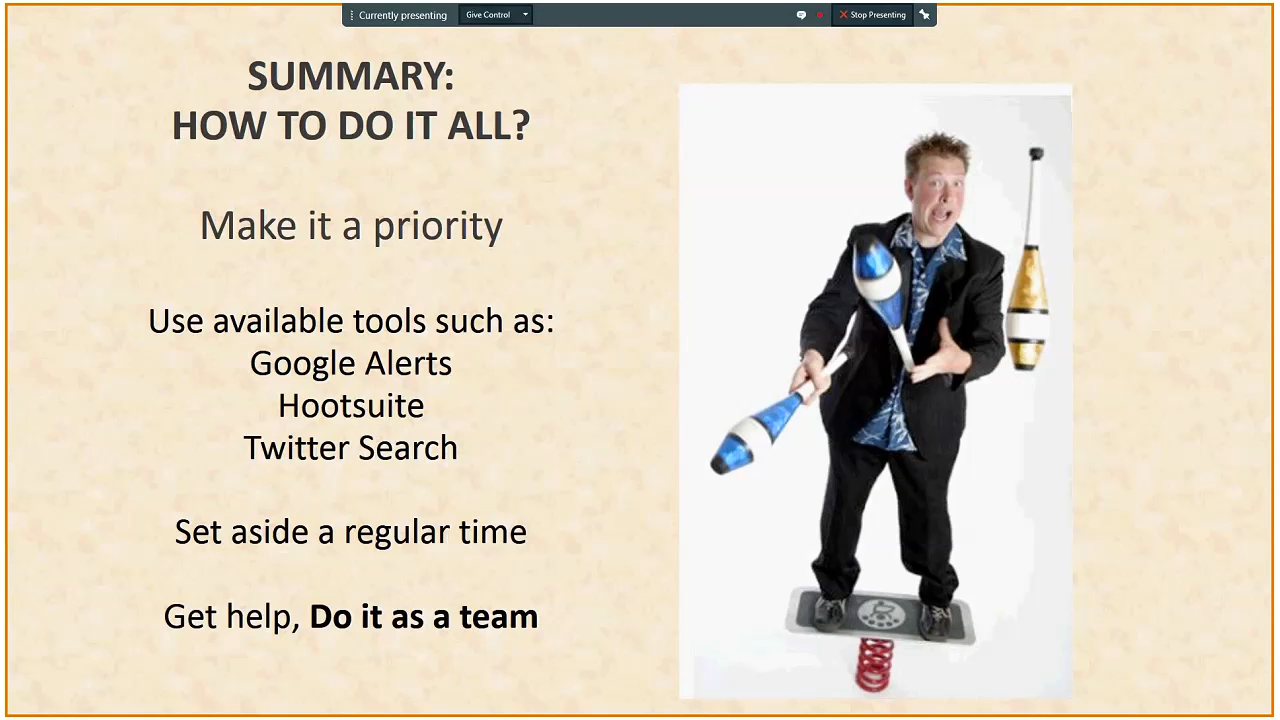 Currently presenting
Give Control
Stop Presenting
SUMMARY:
HOW TO DO IT ALL?
Make it a priority
Use available tools such as:
Google Alerts
Hootsuite
Twitter Search
Set aside a regular time
Get help, Do it as a team